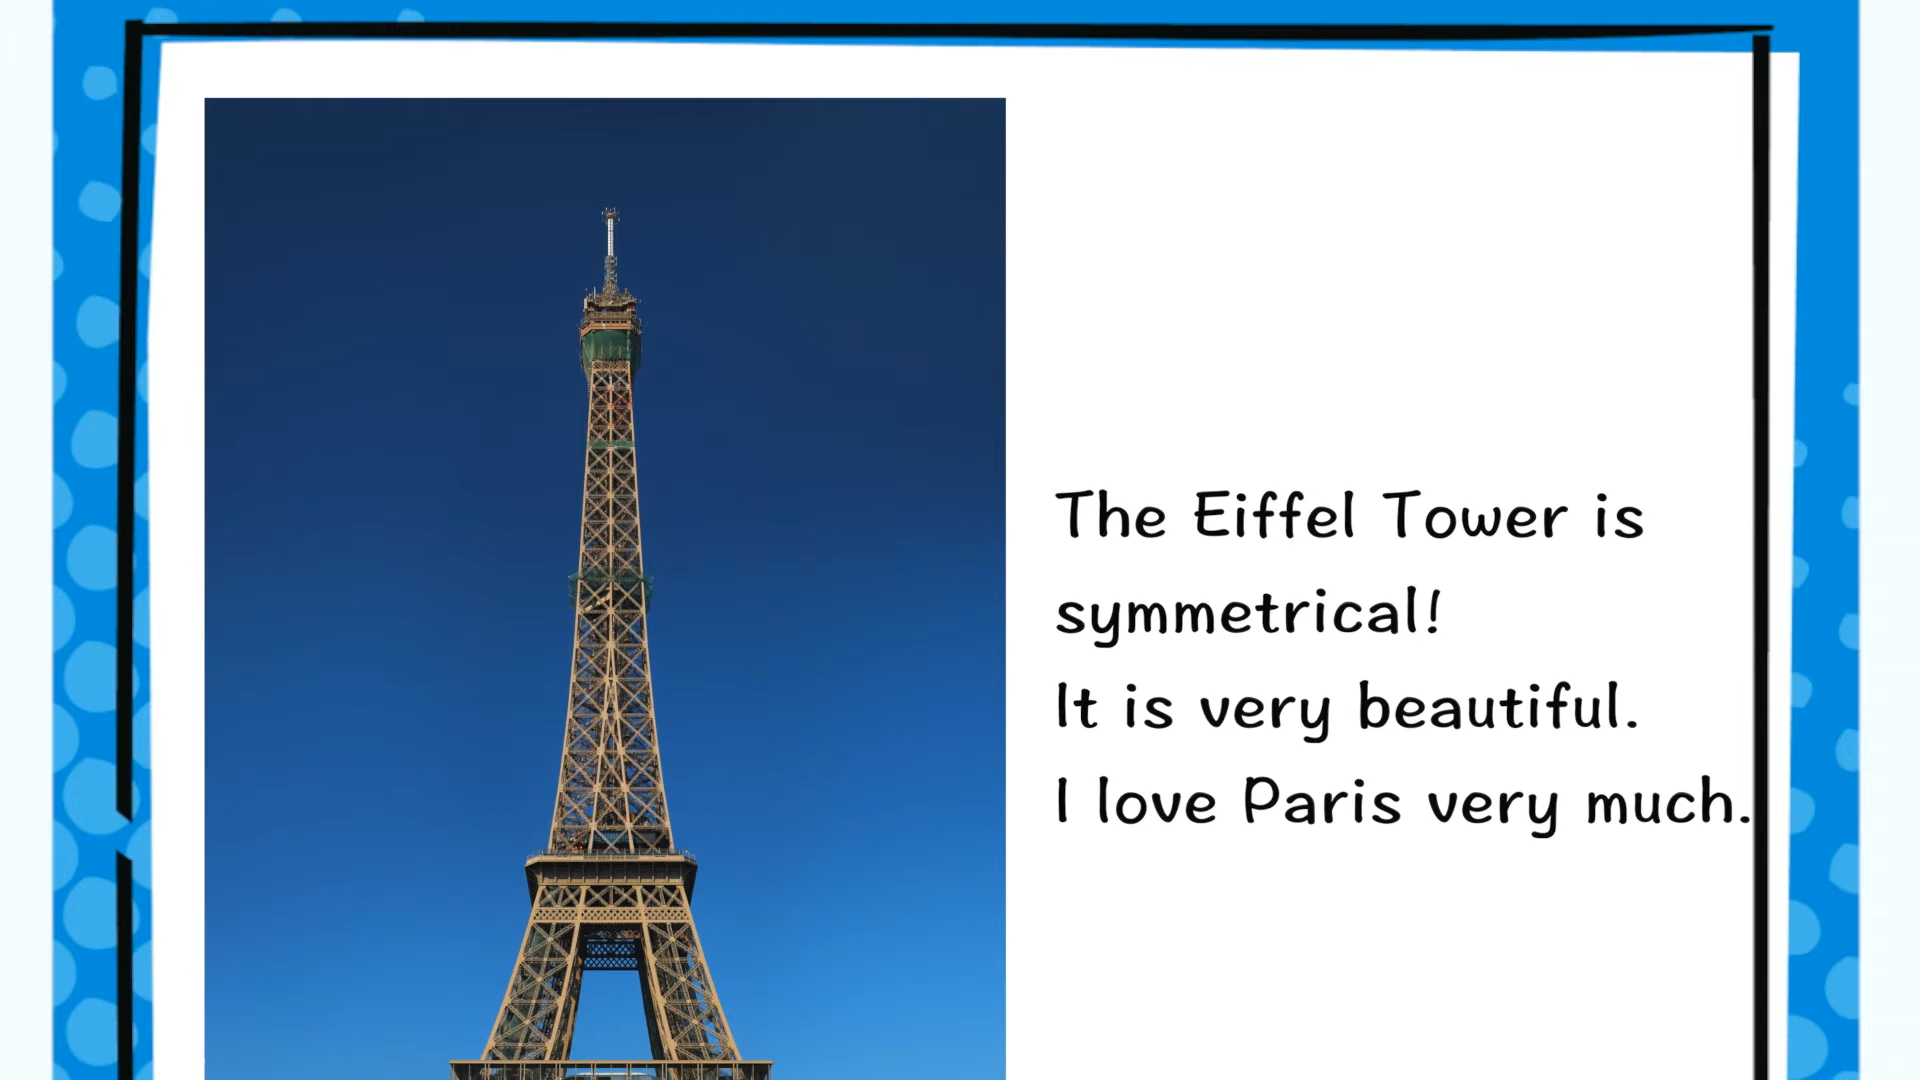 The Eiffel Tower is
symmetrical!
It is very beautiful.
I love Paris very much.